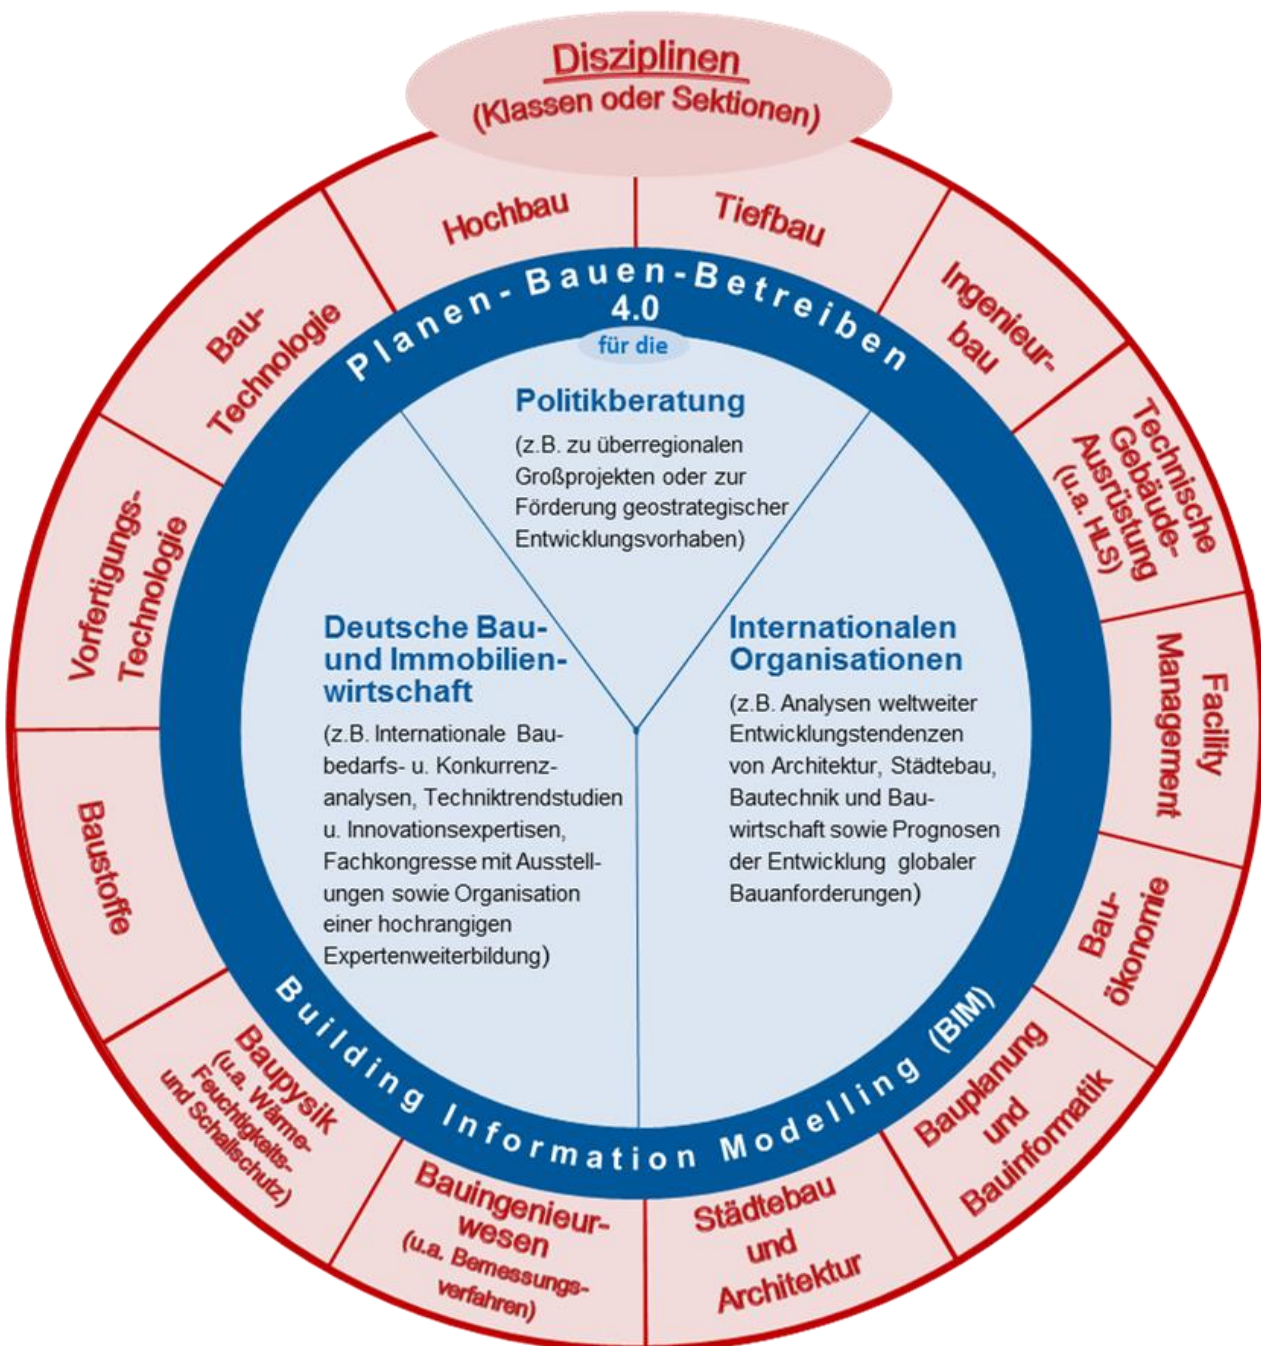 Disziplinen
(Klassen oder Sektionen)
Hochbau
Tiefbau
Ingenieur-
bau
Technische
Gebäude-
Ausrüstung
(u.a. HLS)
Facility
Management
Bau-
ökonomie
Bauplanung
und
Bauinformatik
Städtebau
und
Architektur
Bauingenieur-
wesen
(u.a. Bemessungs-
verfahren)
Baupysik
(u.a. Wärme-
Feuchtigkeits-
und Schallschutz)
Baustoffe
Vorfertigungs-
Technologie
Bau-
Technologie
Planen-Bauen-Betreiben
4.0
für die
Politikberatung
(z.B. zu überregionalen
Großprojekten oder zur
Förderung geostrategischer
Entwicklungsvorhaben)
Deutsche Bau-
und Immobilien-
wirtschaft
(z.B. Internationale Bau-
bedarfs- u. Konkurrenz-
analysen, Techniktrendstudien
u. Innovationsexpertisen,
Fachkongresse mit Ausstell-
ungen sowie Organisation
einer hochrangigen
Expertenweiterbildung)
Internationalen
Organisationen
(z.B. Analysen weltweiter
Entwicklungstendenzen
von Architektur, Städtebau,
Bautechnik und Bau-
wirtschaft sowie Prognosen
der Entwicklung globaler
Bauanforderungen)
Building Information Modelling (BIM)